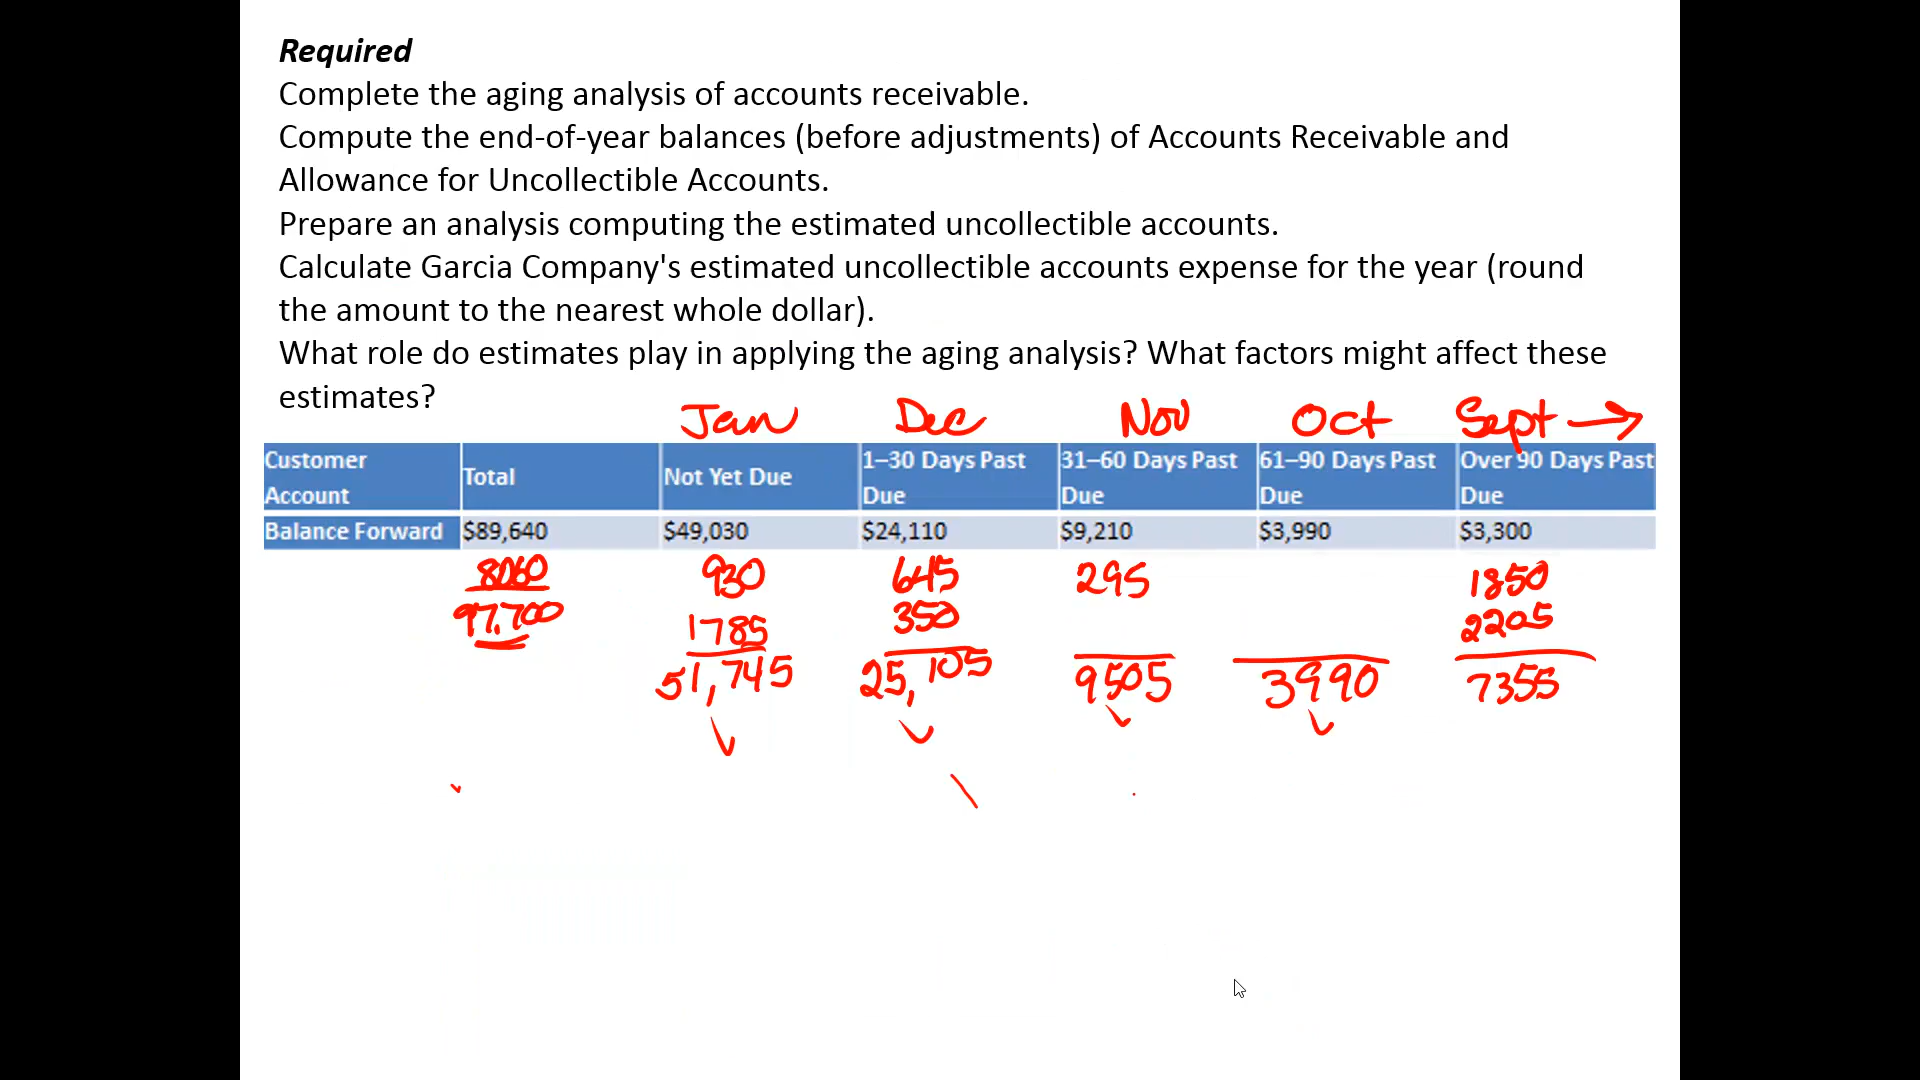 Required
Complete the aging analysis of accounts receivable.
Compute the end-of-year balances (before adjustments) of Accounts Receivable and
Allowance for Uncollectible Accounts.
Prepare an analysis computing the estimated uncollectible accounts.
Calculate Garcia Company's estimated uncollectible accounts expense for the year (round
the amount to the nearest whole dollar).
What role do estimates play in applying the aging analysis? What factors might affect these
estimates?
Jan Dec Nov Oct Sept →
Customer Account Total Not Yet Due 1–30 Days Past Due 31–60 Days Past Due 61–90 Days Past Due Over 90 Days Past Due
Balance Forward $89,640 $49,030 $24,110 $9,210 $3,990 $3,300
8060 930 645 295 1850
97,700 1785 350 2205
51,745 25,105 9505 3990 7355